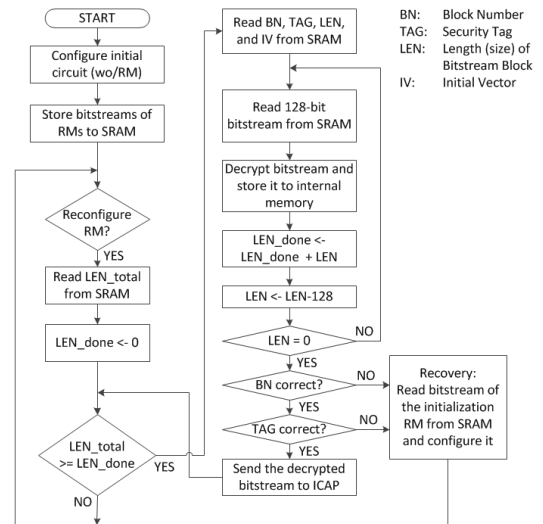 START
Configure initial
circuit (wo/RM)
Store bitstreams of
RMs to SRAM
Reconfigure
RM?
YES
Read LEN_total
from SRAM
LEN_done <- 0
LEN_total
>= LEN_done
YES
NO
Read BN, TAG, LEN,
and IV from SRAM
Read 128-bit
bitstream from SRAM
Decrypt bitstream and
store it to internal
memory
LEN_done <-
LEN_done + LEN
LEN <- LEN-128
LEN = 0
NO
YES
BN correct?
NO
YES
TAG correct?
NO
YES
Send the decrypted
bitstream to ICAP
Recovery:
Read bitstream of
the initialization
RM from SRAM
and configure it
BN: Block Number
TAG: Security Tag
LEN: Length (size) of
Bitstream Block
IV: Initial Vector